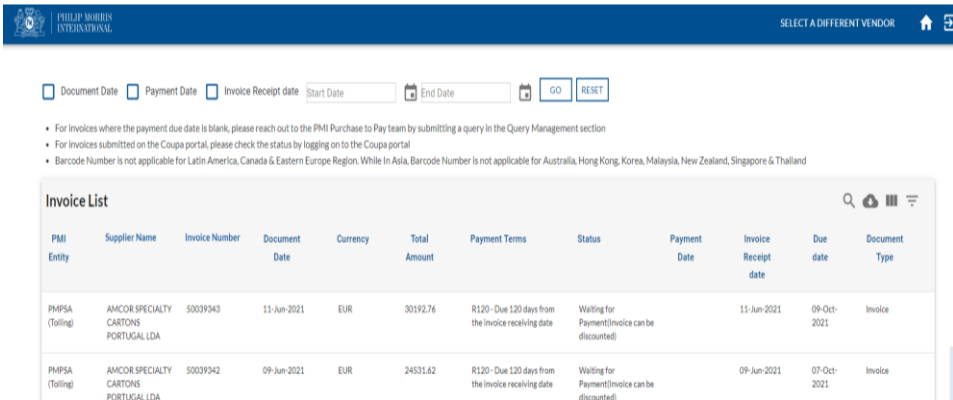 PHILIP MORRIS
INTERNATIONAL
SELECT A DIFFERENT VENDOR
Document Date Payment Date Invoice Receipt date Start Date End Date GO RESET
• For invoices where the payment due date is blank, please reach out to the PMI Purchase to Pay team by submitting a query in the Query Management section
• For invoices submitted on the Coupa portal, please check the status by logging on to the Coupa portal
• Barcode Number is not applicable for Latin America, Canada & Eastern Europe Region. While In Asia, Barcode Number is not applicable for Australia, Hong Kong, Korea, Malaysia, New Zealand, Singapore & Thailand
Invoice List
PMI Supplier Name Invoice Number Document Currency Total Payment Terms Status Payment Invoice Due Document
Entity Date Amount Date Receipt date Type
date
PMPSA AMCOR SPECIALTY 50039343 11-Jun-2021 EUR 30192.76 R120 - Due 120 days from Waiting for 11-Jun-2021 09-Oct- Invoice
(Tolling) CARTONS the invoice receiving date Payment(Invoice can be 2021
PORTUGAL LDA discounted)
PMPSA AMCOR SPECIALTY 50039342 09-Jun-2021 EUR 24531.62 R120 - Due 120 days from Waiting for 09-Jun-2021 07-Oct- Invoice
(Tolling) CARTONS the invoice receiving date Payment(Invoice can be 2021
PORTUGAL LDA discounted)